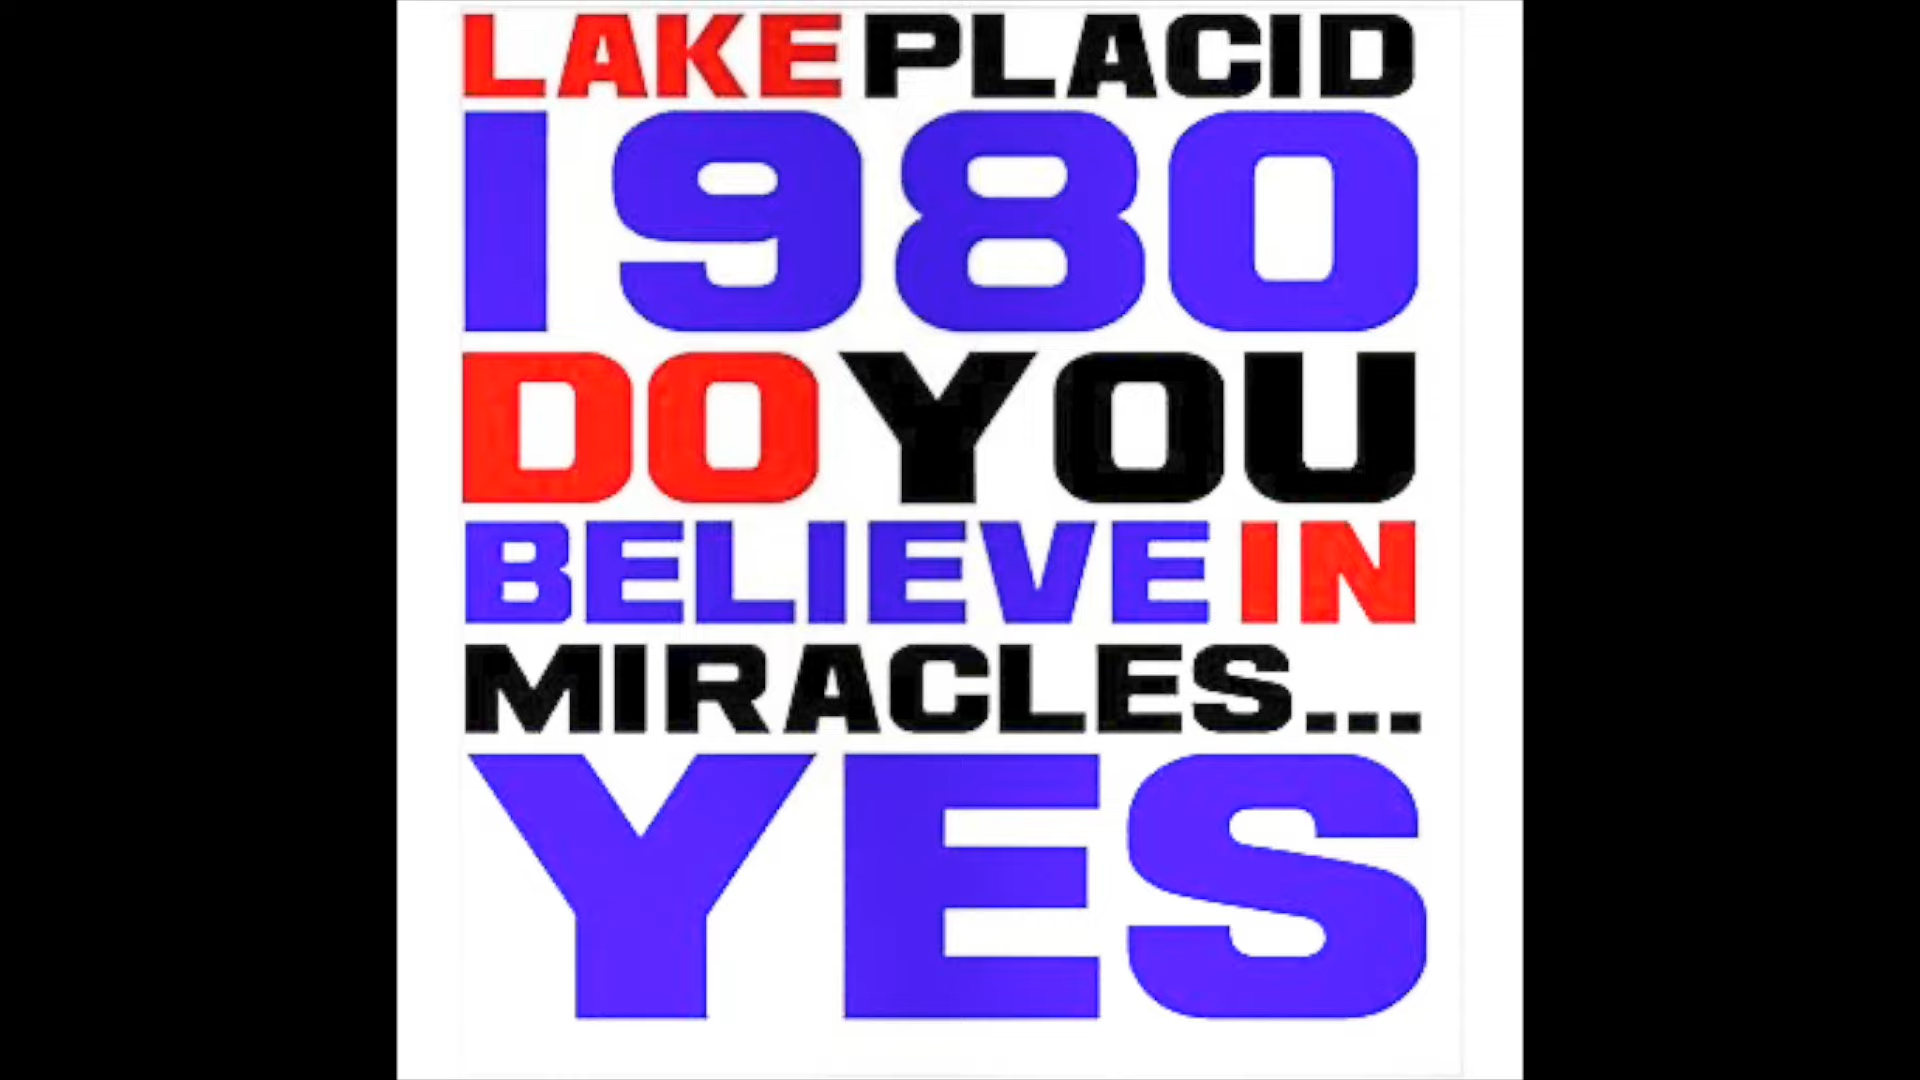 LAKE PLACID
1980
DO YOU
BELIEVE IN
MIRACLES...
YES